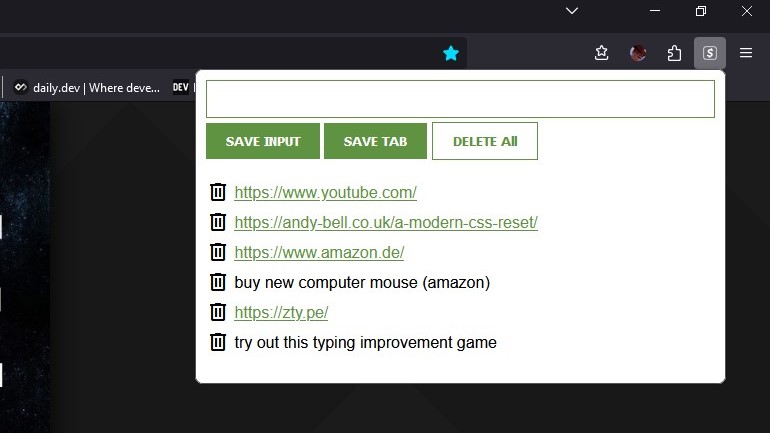 daily.dev | Where deve...
DEV
SAVE INPUT
SAVE TAB
DELETE All
https://www.youtube.com/
https://andy-bell.co.uk/a-modern-css-reset/
https://www.amazon.de/
buy new computer mouse (amazon)
https://zty.pe/
try out this typing improvement game